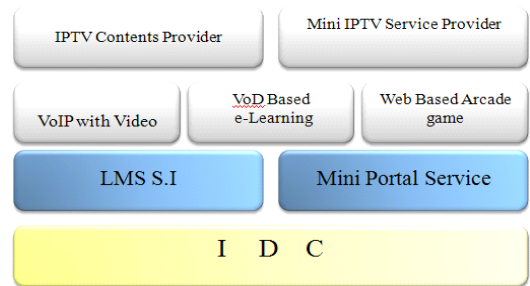 IPTV Contents Provider
Mini IPTV Service Provider
VoIP with Video
VoD Based
e-Learning
Web Based Arcade
game
LMS S.I
Mini Portal Service
I D C